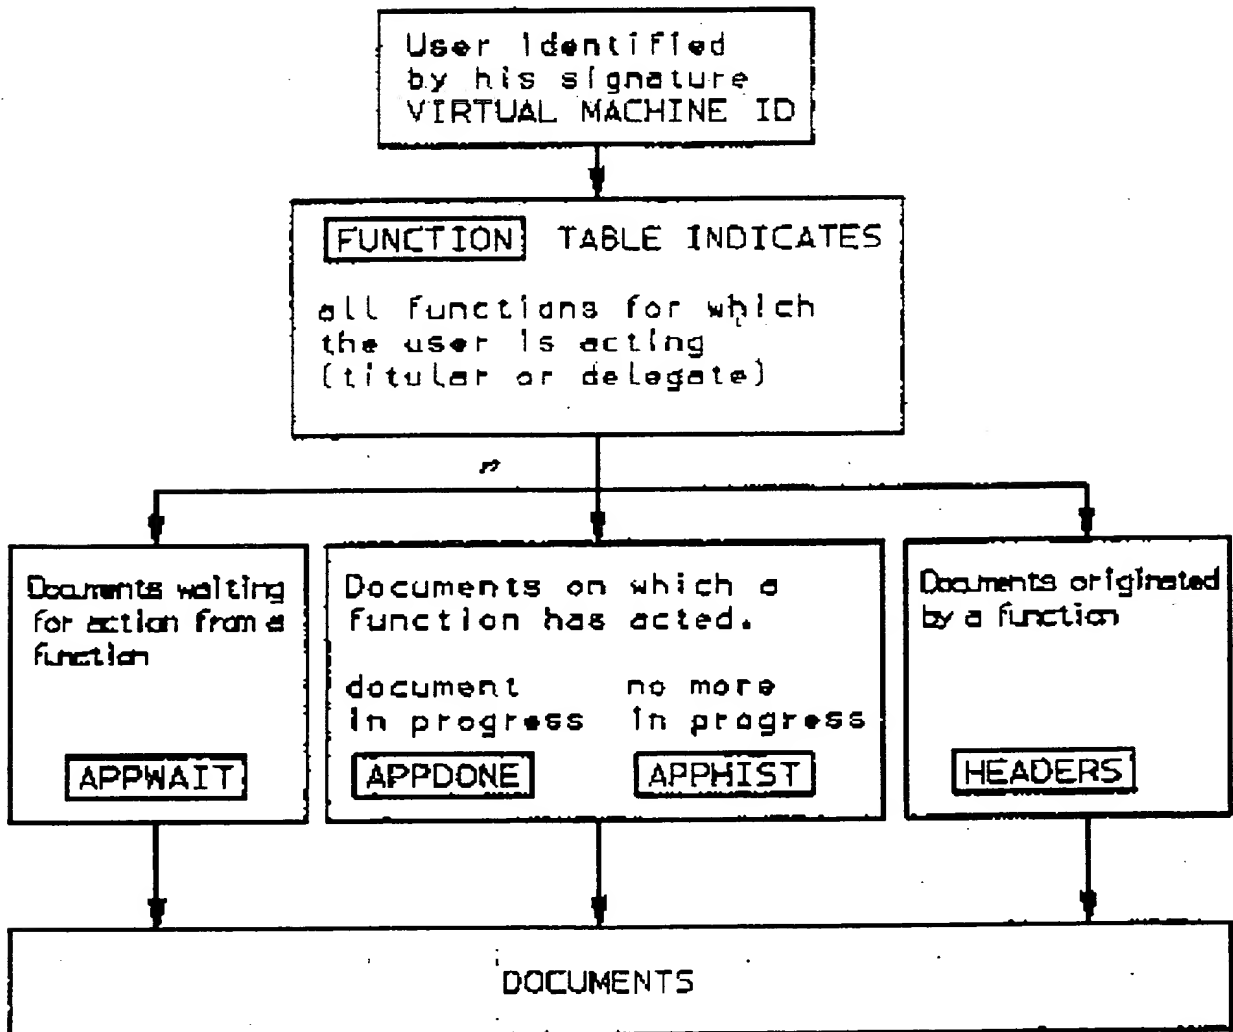 User identified
by his signature
VIRTUAL MACHINE ID
FUNCTION TABLE INDICATES
all functions for which
the user is acting
(titular or delegate)
Documents waiting
for action from a
function
APPWAIT
Documents on which a
function has acted.
document no more
in progress in progress
APPDONE APPHIST
Documents originated
by a function
HEADERS
DOCUMENTS